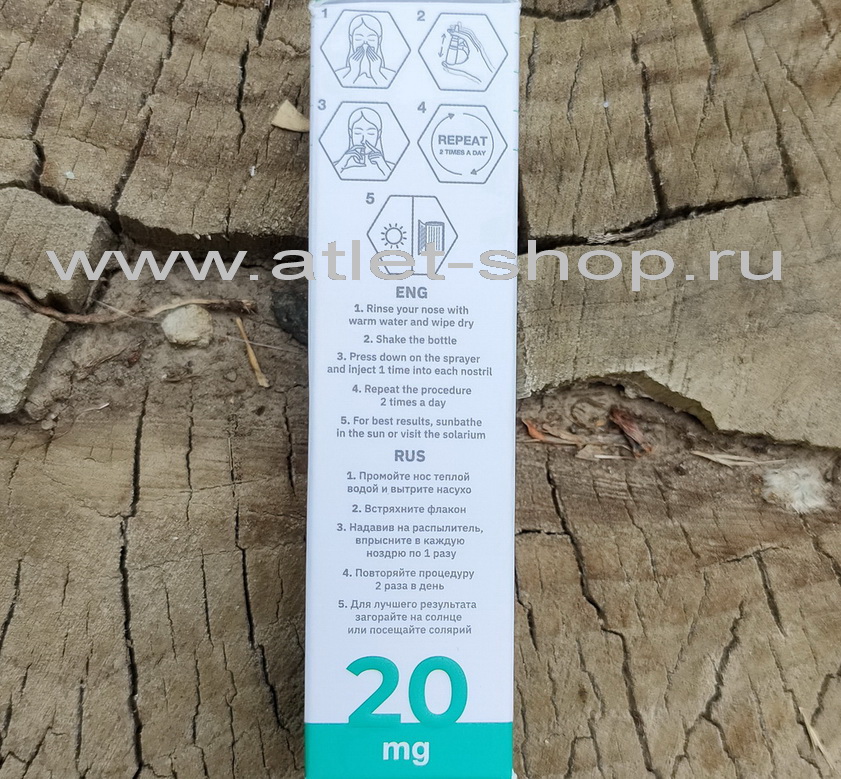 1
2
3
4
REPEAT
2 TIMES A DAY
5
www.atlet-shop.ru
ENG
1. Rinse your nose with
warm water and wipe dry
2. Shake the bottle
3. Press down on the sprayer
and inject 1 time into each nostril
4. Repeat the procedure
2 times a day
5. For best results, sunbathe
in the sun or visit the solarium
RUS
1. Промойте нос теплой
водой и вытрите насухо
2. Встряхните флакон
3. Надавив на распылитель,
впрысните в каждую
ноздрю по 1 разу
4. Повторяйте процедуру
2 раза в день
5. Для лучшего результата
загорайте на солнце
или посещайте солярий
20
mg